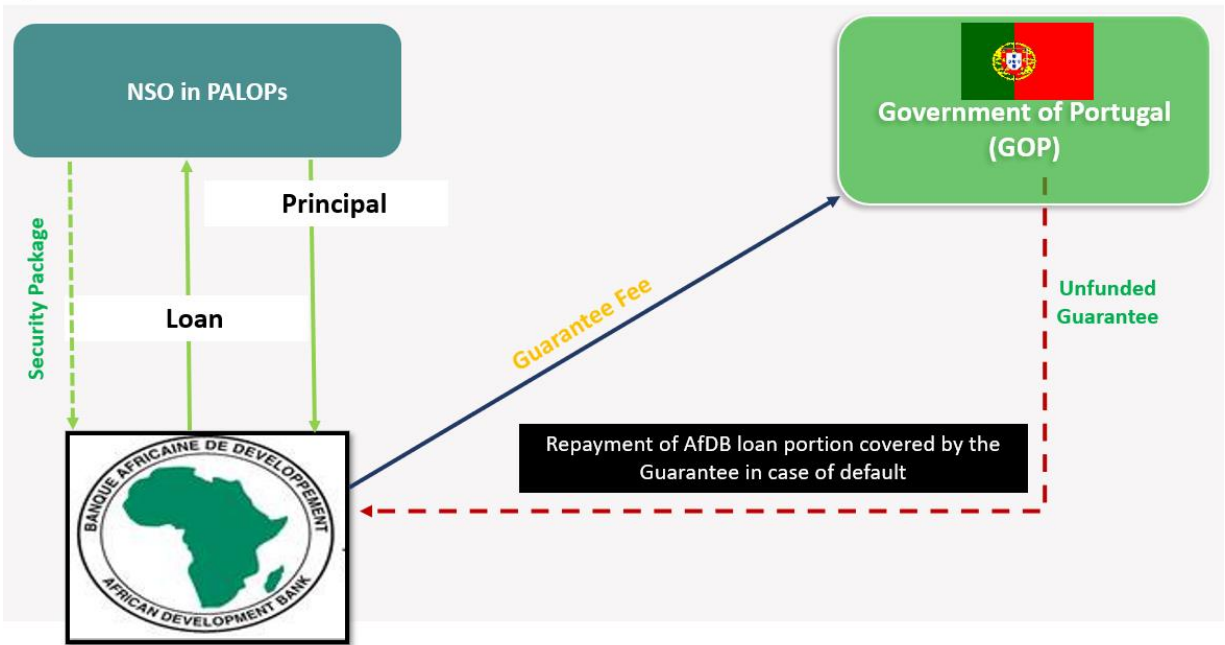 NSO in PALOPs
Government of Portugal
(GOP)
Security Package
Principal
Loan
Guarantee Fee
Unfunded
Guarantee
Repayment of AfDB loan portion covered by the
Guarantee in case of default
BANQUE AFRICAINE DE DEVELOPPEMENT
AFRICAN DEVELOPMENT BANK